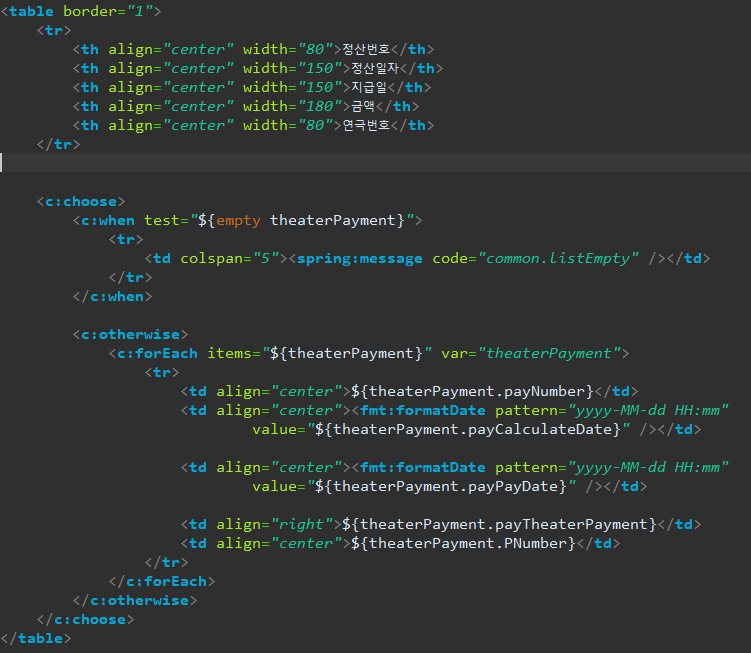 <table border="1">
<tr>
<th align="center" width="80">정산번호</th>
<th align="center" width="150">정산일자</th>
<th align="center" width="150">지급일</th>
<th align="center" width="180">금액</th>
<th align="center" width="80">연극번호</th>
</tr>
<c:choose>
<c:when test="${empty theaterPayment}">
<tr>
<td colspan="5"><spring:message code="common.listEmpty" /></td>
</tr>
</c:when>
<c:otherwise>
<c:forEach items="${theaterPayment}" var="theaterPayment">
<tr>
<td align="center">${theaterPayment.payNumber}</td>
<td align="center"><fmt:formatDate pattern="yyyy-MM-dd HH:mm"
value="${theaterPayment.payCalculateDate}" /></td>
<td align="center"><fmt:formatDate pattern="yyyy-MM-dd HH:mm"
value="${theaterPayment.payPayDate}" /></td>
<td align="right">${theaterPayment.payTheaterPayment}</td>
<td align="center">${theaterPayment.PNumber}</td>
</tr>
</c:forEach>
</c:otherwise>
</c:choose>
</table>